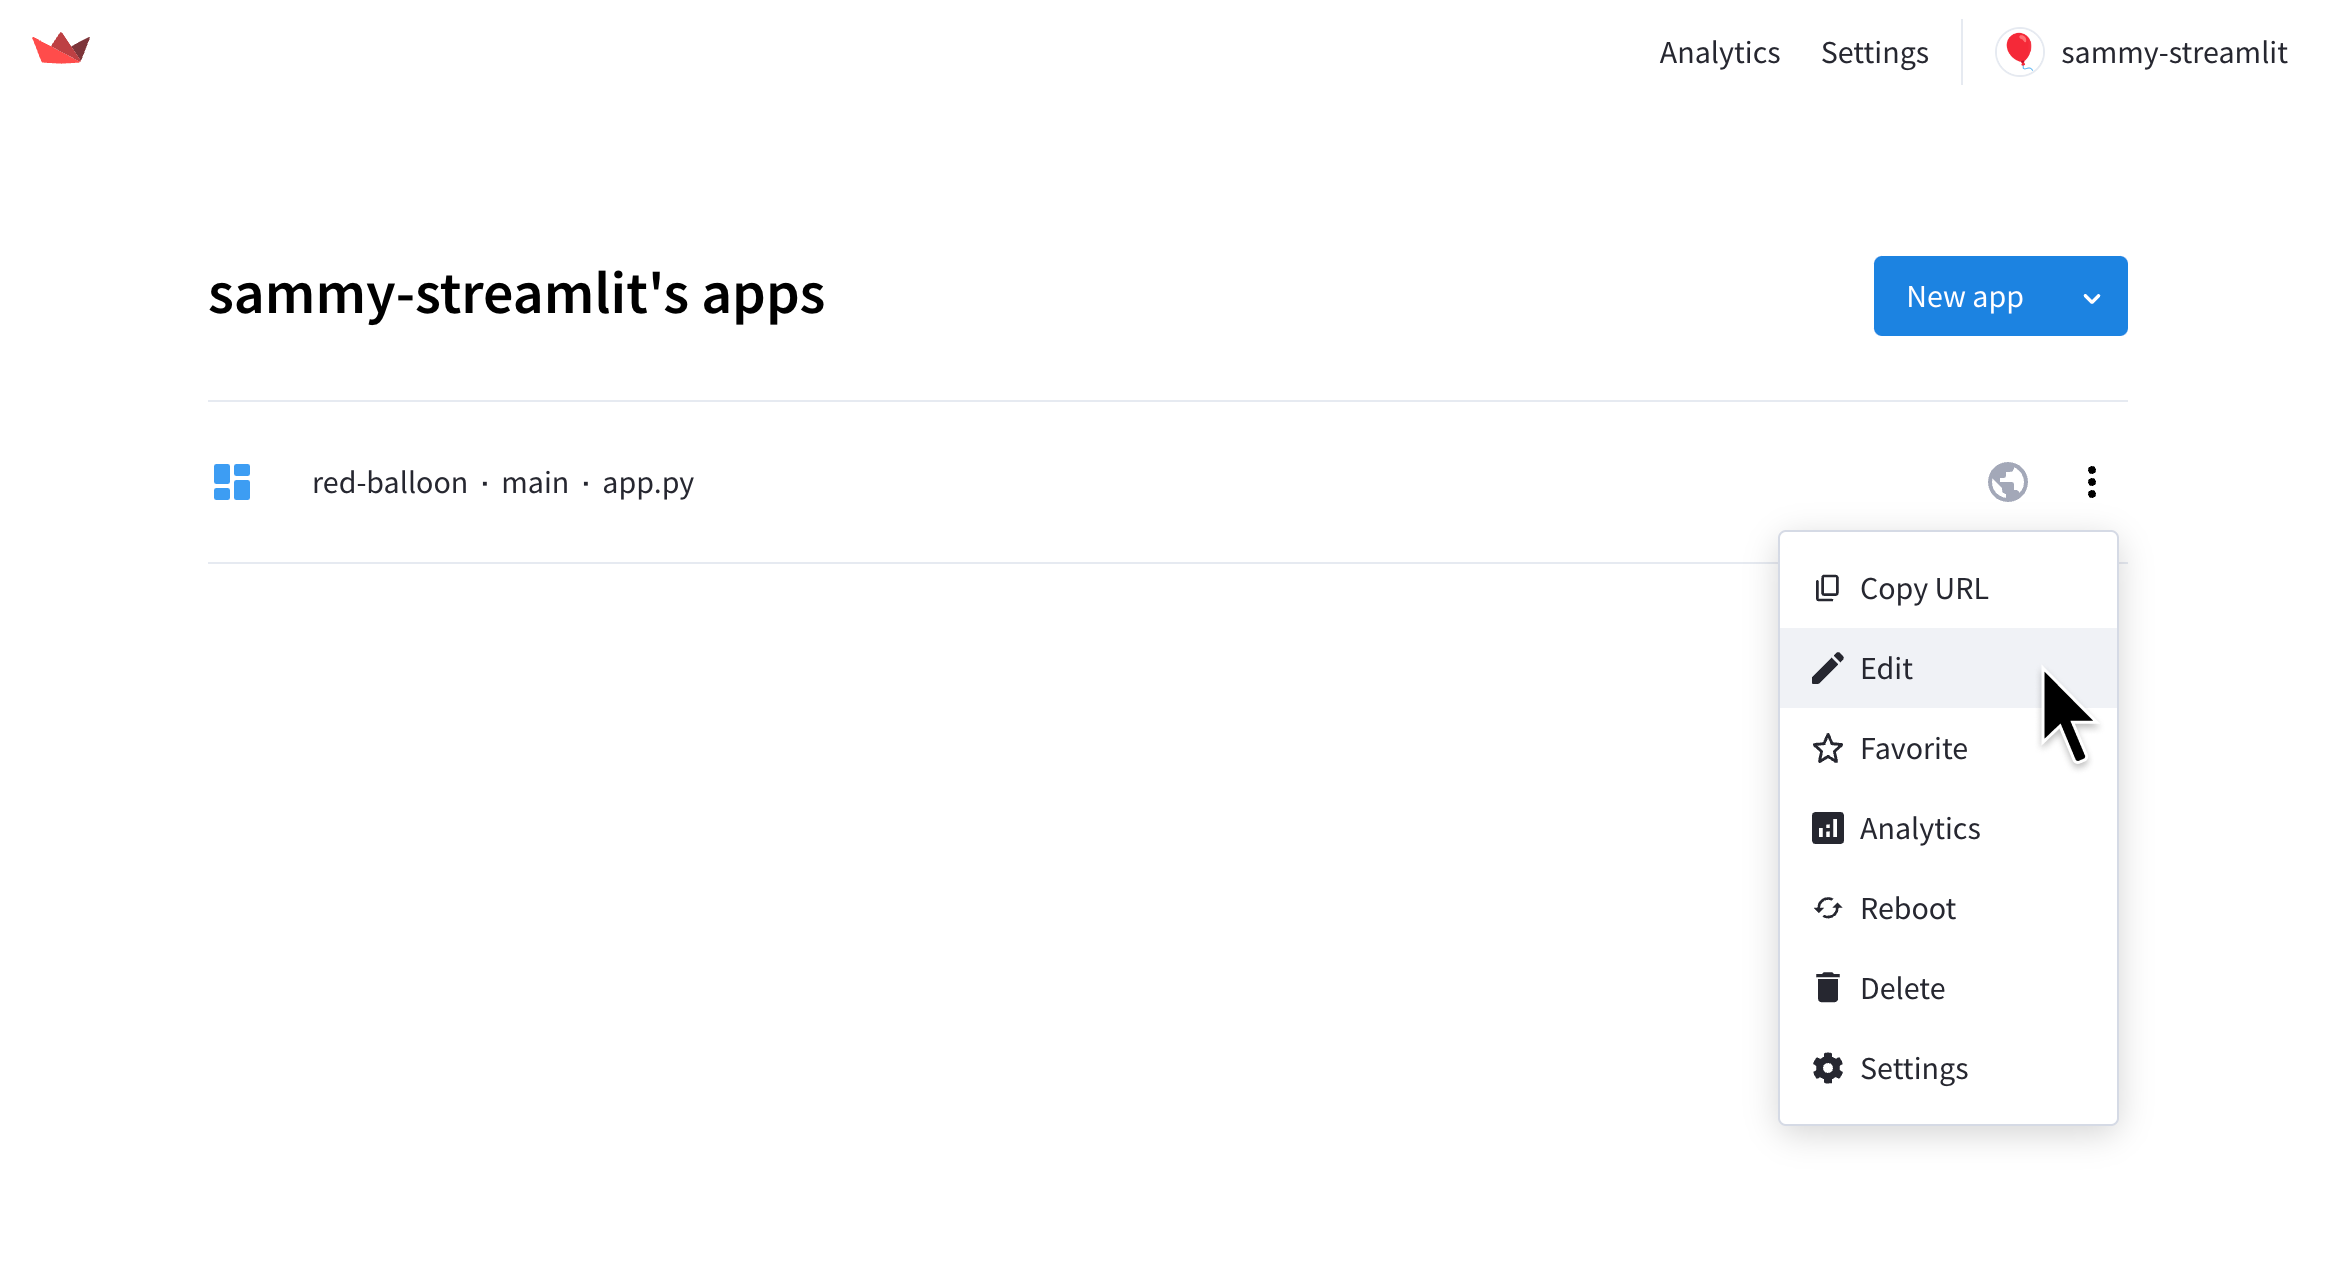 Analytics Settings sammy-streamlit
sammy-streamlit's apps
New app
red-balloon · main · app.py
Copy URL
Edit
Favorite
Analytics
Reboot
Delete
Settings